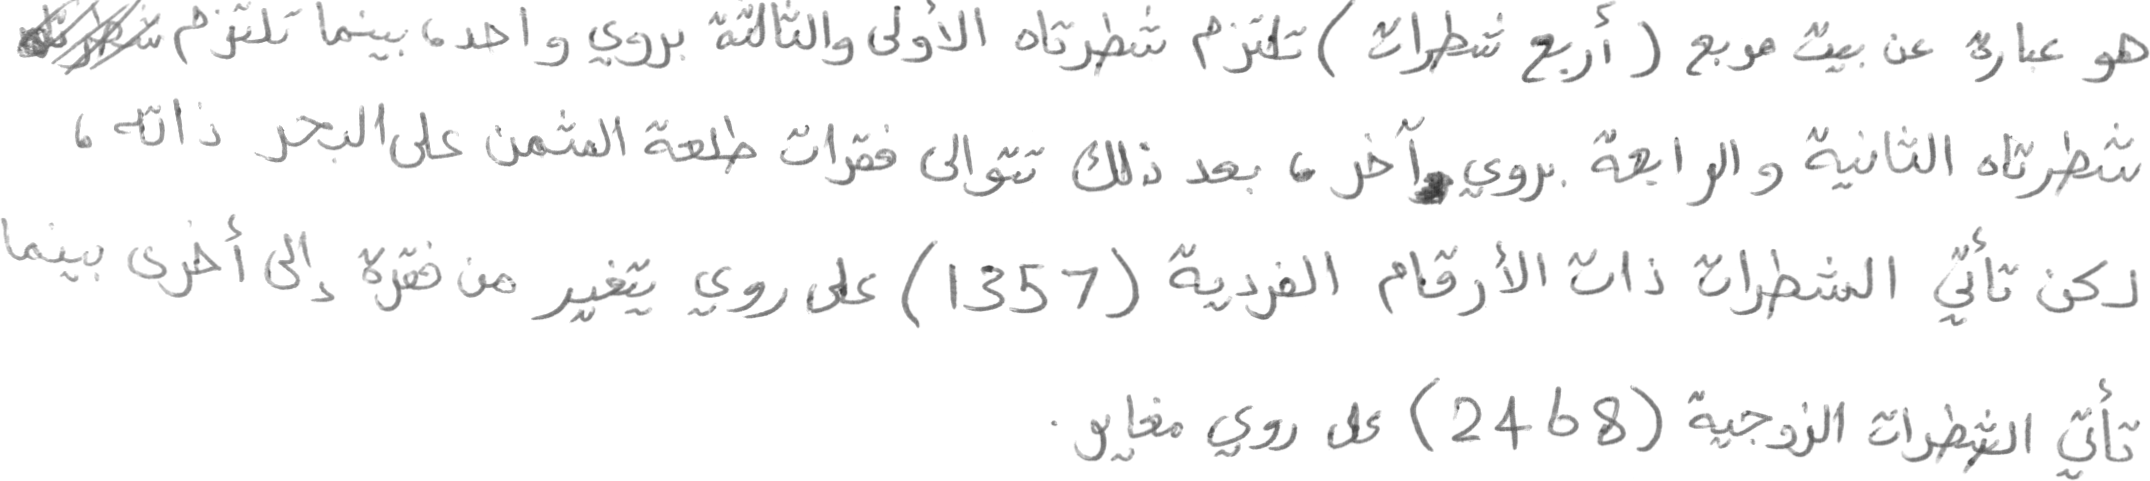 هو عبارة عن بيت مربع (أربع شطرات) تلتزم شطرتاه الأولى والثالثة بروي واحد، بينما تلتزم
شطرتاه الثانية والرابعة بروي آخر، بعد ذلك تتوالى فقرات طلعة المثمن على البحر ذاته،
لكن تأتي الشطرات ذات الأرقام الفردية (1357) على روي يتغير من فقرة إلى أخرى بينما
تأتي الشطرات الزوجية (2468) على روي مغاير.